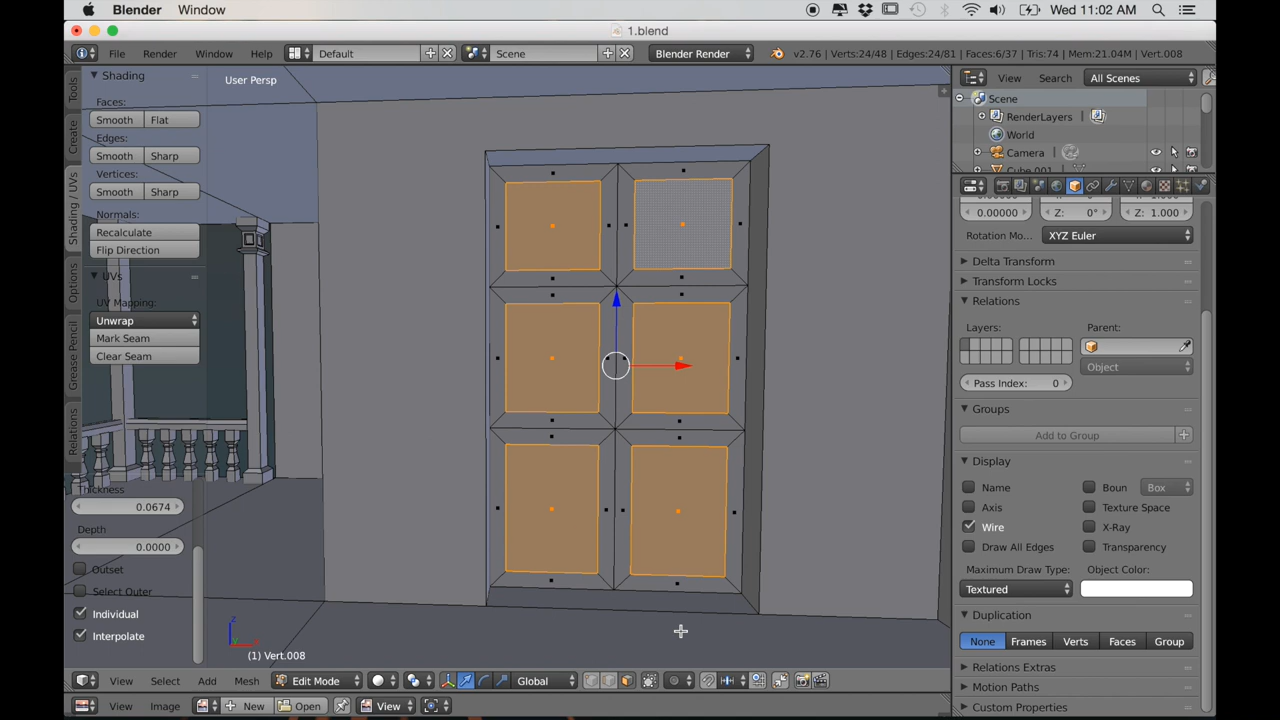 Blender Window Wed 11:02 AM
1.blend
File Render Window Help Default Scene Blender Render v2.76 | Verts:24/48 | Edges:24/81 | Faces:6/37 | Tris:74 | Mem:21.04M | Vert.008
Shading
Faces:
Smooth Flat
Edges:
Smooth Sharp
Vertices:
Smooth Sharp
Normals:
Recalculate
Flip Direction
UVs
UV Mapping:
Unwrap
Mark Seam
Clear Seam
Thickness
0.0674
Depth
0.0000
Outset
Select Outer
Individual
Interpolate
Tools
Create
Shading / UVs
Options
Grease Pencil
Relations
User Persp
z
(1) Vert.008
View Select Add Mesh Edit Mode Global
View Image New Open View
View Search All Scenes
Scene
RenderLayers
World
Camera
0.00000 Z: 0° Z: 1.000
Rotation Mo... XYZ Euler
Delta Transform
Transform Locks
Relations
Layers: Parent:
Object
Pass Index: 0
Groups
Add to Group
Display
Name Boun Box
Axis Texture Space
Wire X-Ray
Draw All Edges Transparency
Maximum Draw Type: Object Color:
Textured
Duplication
None Frames Verts Faces Group
Relations Extras
Motion Paths
Custom Properties